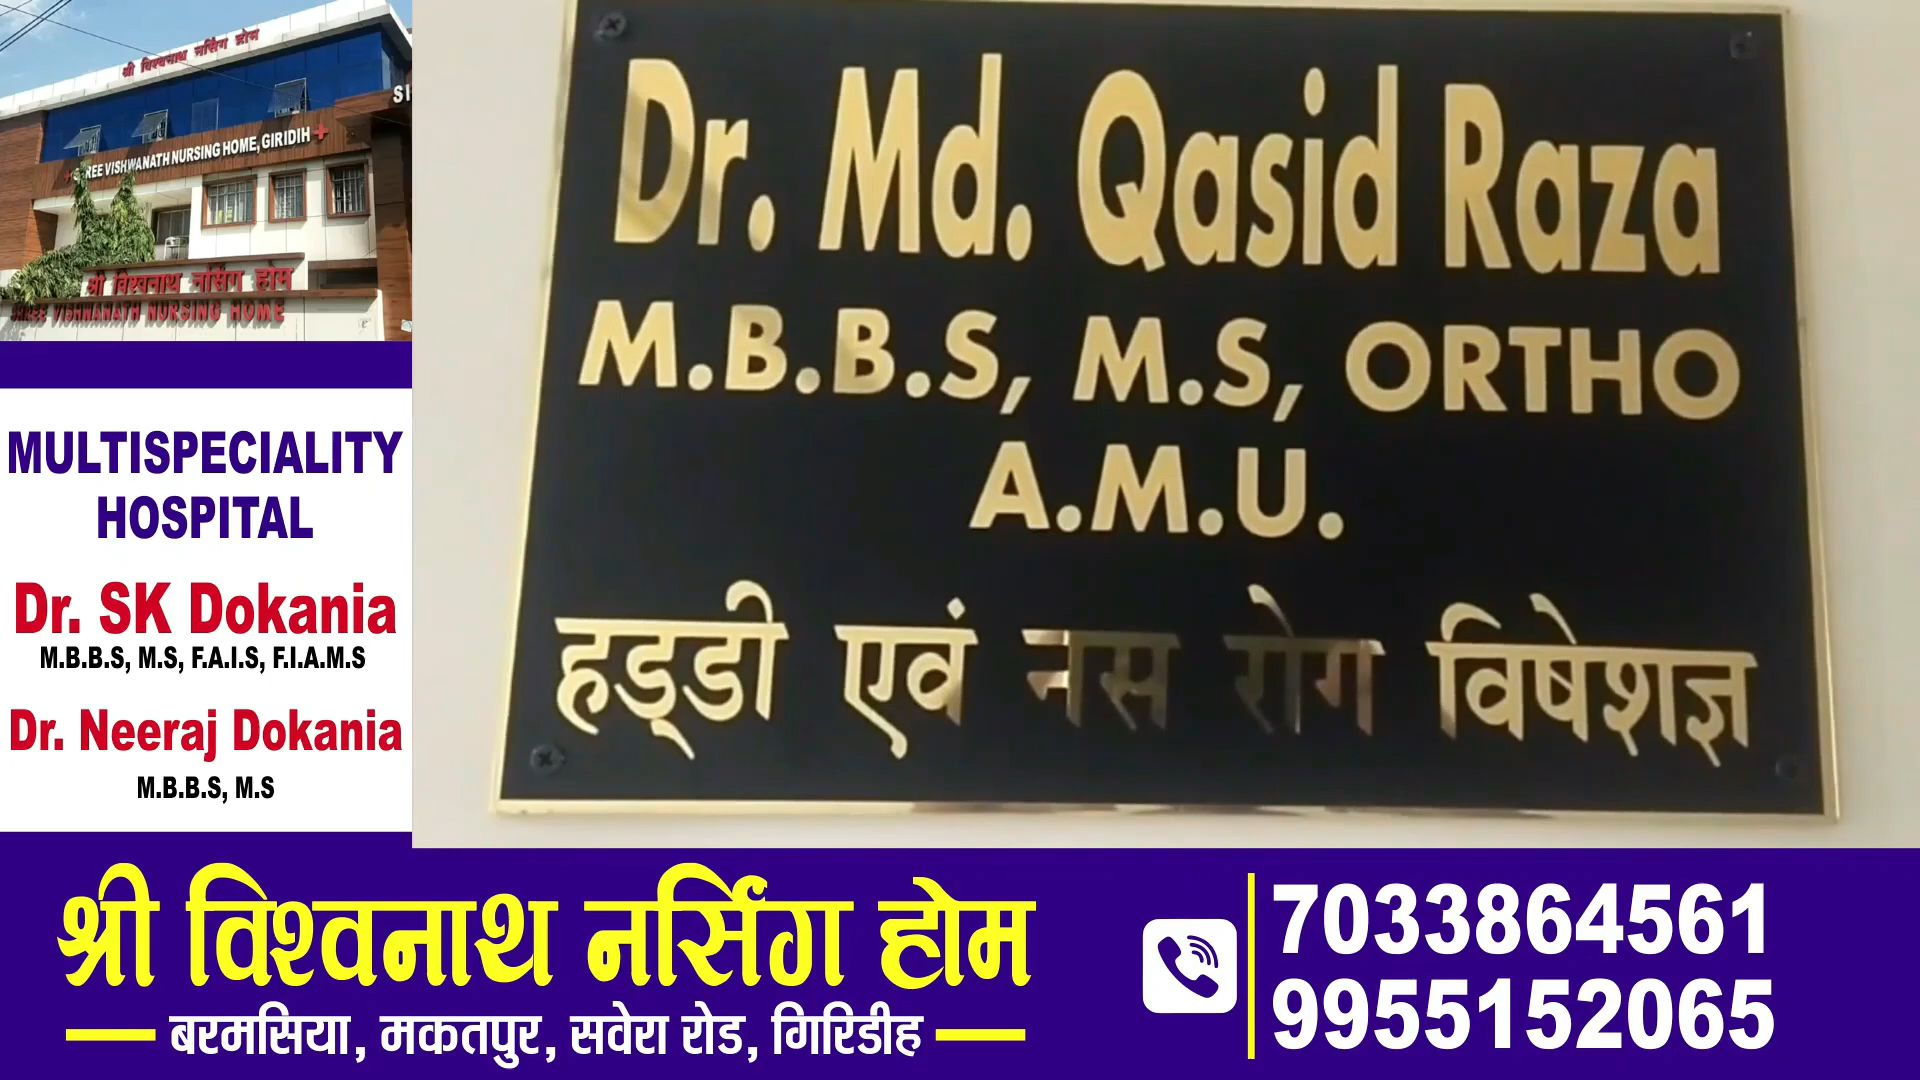 श्री विश्वनाथ नर्सिंग होम
SHREE VISHWANATH NURSING HOME, GIRIDIH
श्री विश्वनाथ नर्सिंग होम
SHREE VISHWANATH NURSING HOME
MULTISPECIALITY
HOSPITAL
Dr. SK Dokania
M.B.B.S, M.S, F.A.I.S, F.I.A.M.S
Dr. Neeraj Dokania
M.B.B.S, M.S
Dr. Md. Qasid Raza
M.B.B.S, M.S, ORTHO
A.M.U.
हड्डी एवं नस रोग विषेशज्ञ
श्री विश्वनाथ नर्सिंग होम
बरमसिया, मकतपुर, सवेरा रोड, गिरिडीह
7033864561
9955152065